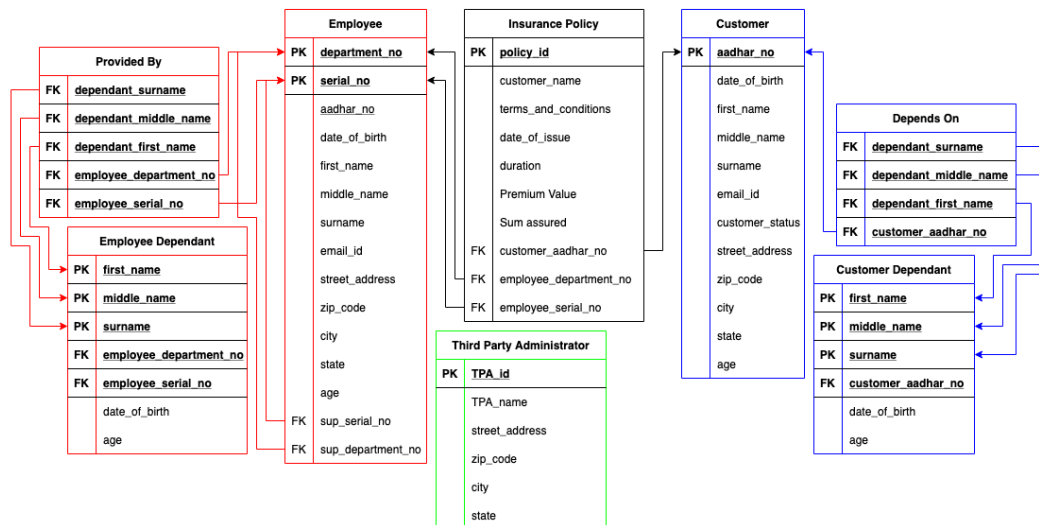 Provided By
FK dependant_surname
FK dependant_middle_name
FK dependant_first_name
FK employee_department_no
FK employee_serial_no
Employee Dependant
PK first_name
PK middle_name
PK surname
FK employee_department_no
FK employee_serial_no
date_of_birth
age
Employee
PK department_no
PK serial_no
aadhar_no
date_of_birth
first_name
middle_name
surname
email_id
street_address
zip_code
city
state
age
FK sup_serial_no
FK sup_department_no
Insurance Policy
PK policy_id
customer_name
terms_and_conditions
date_of_issue
duration
Premium Value
Sum assured
FK customer_aadhar_no
FK employee_department_no
FK employee_serial_no
Third Party Administrator
PK TPA_id
TPA_name
street_address
zip_code
city
state
Customer
PK aadhar_no
date_of_birth
first_name
middle_name
surname
email_id
customer_status
street_address
zip_code
city
state
age
Depends On
FK dependant_surname
FK dependant_middle_name
FK dependant_first_name
FK customer_aadhar_no
Customer Dependant
PK first_name
PK middle_name
PK surname
FK customer_aadhar_no
date_of_birth
age